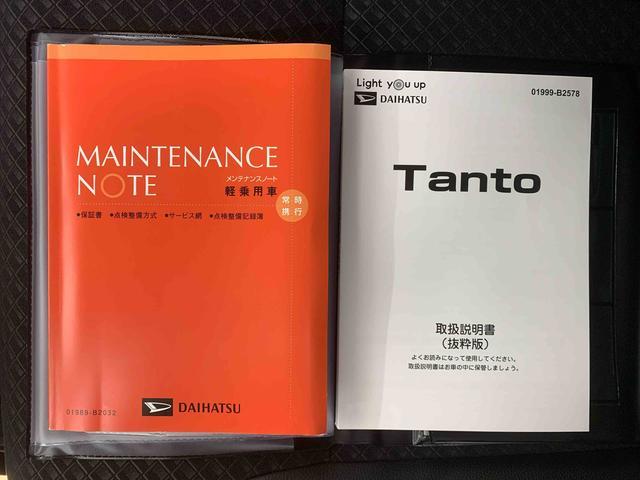 MAINTENANCE
NOTE
メンテナンスノート
軽乗用車
常時
携行
●保証書 ●点検整備方式 ●サービス網 ●点検整備記録簿
01989-B2032
DAIHATSU
Light you up
DAIHATSU
01999-B2578
Tanto
取扱説明書
(抜粋版)
よくお読みになって使用してください。
取扱説明書はお車の中に保管しましょう。